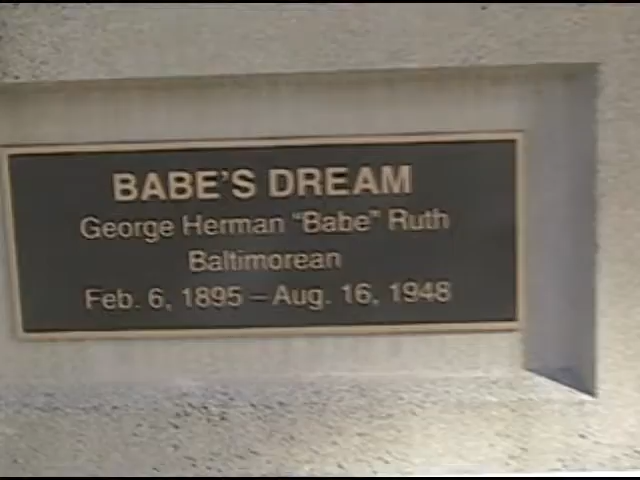 BABE'S DREAM
George Herman "Babe" Ruth
Baltimorean
Feb. 6, 1895 – Aug. 16, 1948